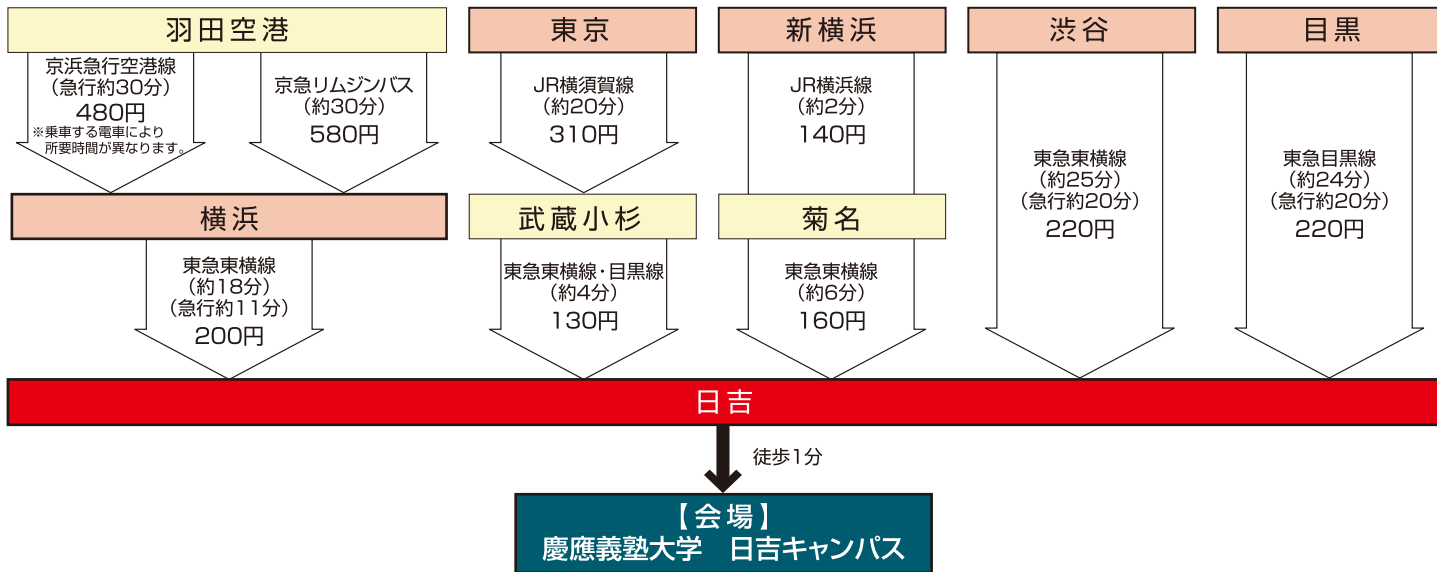 羽田空港
京浜急行空港線
(急行約30分)
480円
※乗車する電車により
所要時間が異なります。
京急リムジンバス
(約30分)
580円
横浜
東急東横線
(約18分)
(急行約11分)
200円
東京
JR横須賀線
(約20分)
310円
武蔵小杉
東急東横線・目黒線
(約4分)
130円
新横浜
JR横浜線
(約2分)
140円
菊名
東急東横線
(約6分)
160円
渋谷
東急東横線
(約25分)
(急行約20分)
220円
目黒
東急目黒線
(約24分)
(急行約20分)
220円
日吉
徒歩1分
【会場】
慶應義塾大学　日吉キャンパス